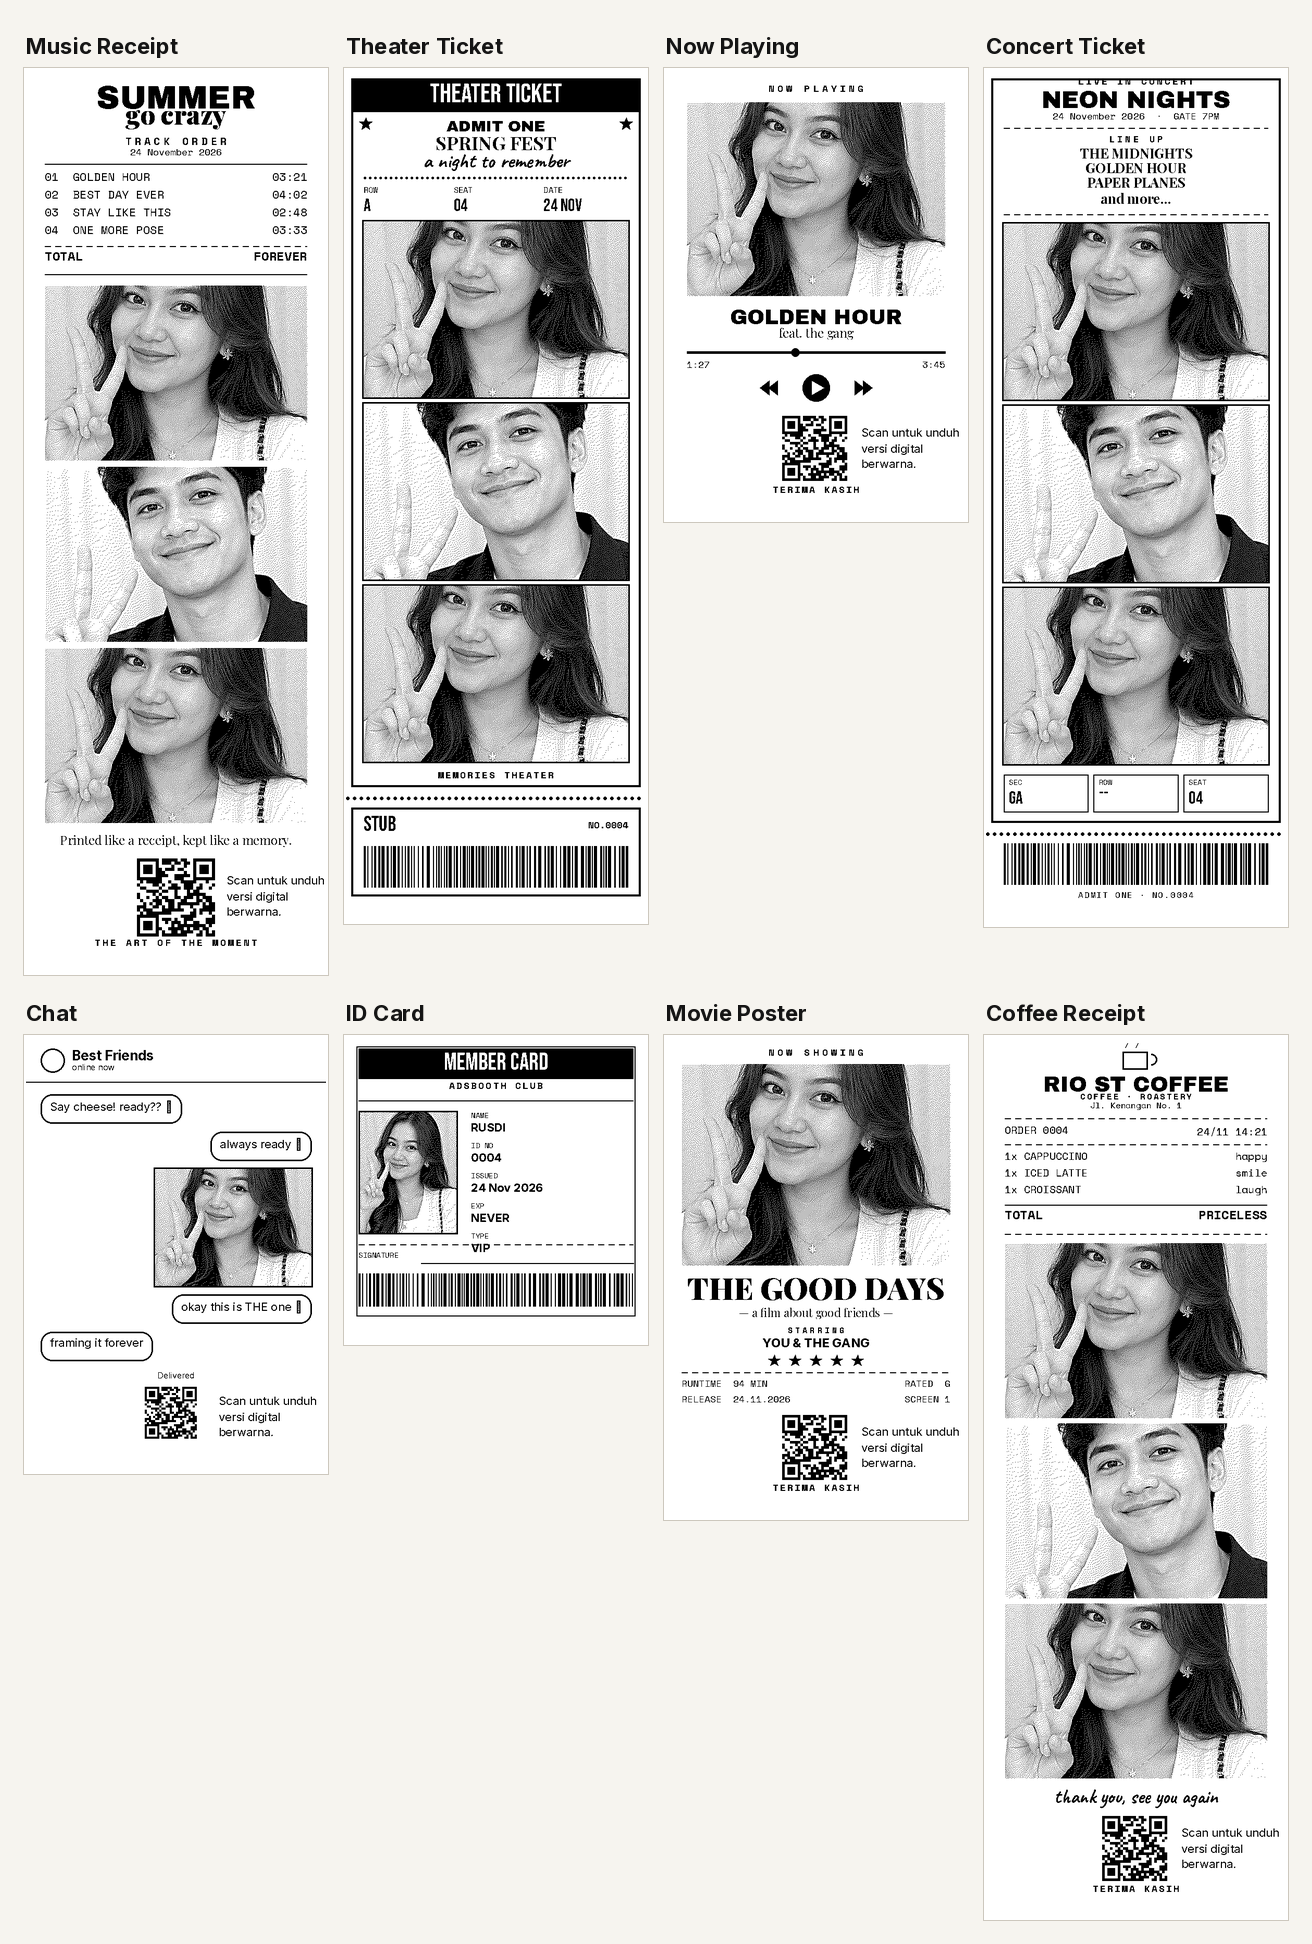 Music Receipt
SUMMER
go crazy
TRACK ORDER
24 November 2026
01 GOLDEN HOUR 03:21
02 BEST DAY EVER 04:02
03 STAY LIKE THIS 02:48
04 ONE MORE POSE 03:33
TOTAL FOREVER
Printed like a receipt, kept like a memory.
Scan untuk unduh
versi digital
berwarna.
THE ART OF THE MOMENT
Theater Ticket
THEATER TICKET
★ ADMIT ONE ★
SPRING FEST
a night to remember
ROW SEAT DATE
A 04 24 NOV
MEMORIES THEATER
STUB NO.0004
Now Playing
NOW PLAYING
GOLDEN HOUR
feat. the gang
1:27 3:45
Scan untuk unduh
versi digital
berwarna.
TERIMA KASIH
Concert Ticket
LIVE IN CONCERT
NEON NIGHTS
24 November 2026 · GATE 7PM
LINE UP
THE MIDNIGHTS
GOLDEN HOUR
PAPER PLANES
and more...
SEC ROW SEAT
GA -- 04
ADMIT ONE · NO.0004
Chat
Best Friends
online now
Say cheese! ready??
always ready
okay this is THE one
framing it forever
Delivered
Scan untuk unduh
versi digital
berwarna.
ID Card
MEMBER CARD
ADSBOOTH CLUB
NAME
RUSDI
ID NO
0004
ISSUED
24 Nov 2026
EXP
NEVER
TYPE
VIP
SIGNATURE
Movie Poster
NOW SHOWING
THE GOOD DAYS
— a film about good friends —
STARRING
YOU & THE GANG
★ ★ ★ ★ ★
RUNTIME 94 MIN RATED G
RELEASE 24.11.2026 SCREEN 1
Scan untuk unduh
versi digital
berwarna.
TERIMA KASIH
Coffee Receipt
RIO ST COFFEE
COFFEE · ROASTERY
Jl. Kenangan No. 1
ORDER 0004 24/11 14:21
1x CAPPUCCINO happy
1x ICED LATTE smile
1x CROISSANT laugh
TOTAL PRICELESS
thank you, see you again
Scan untuk unduh
versi digital
berwarna.
TERIMA KASIH